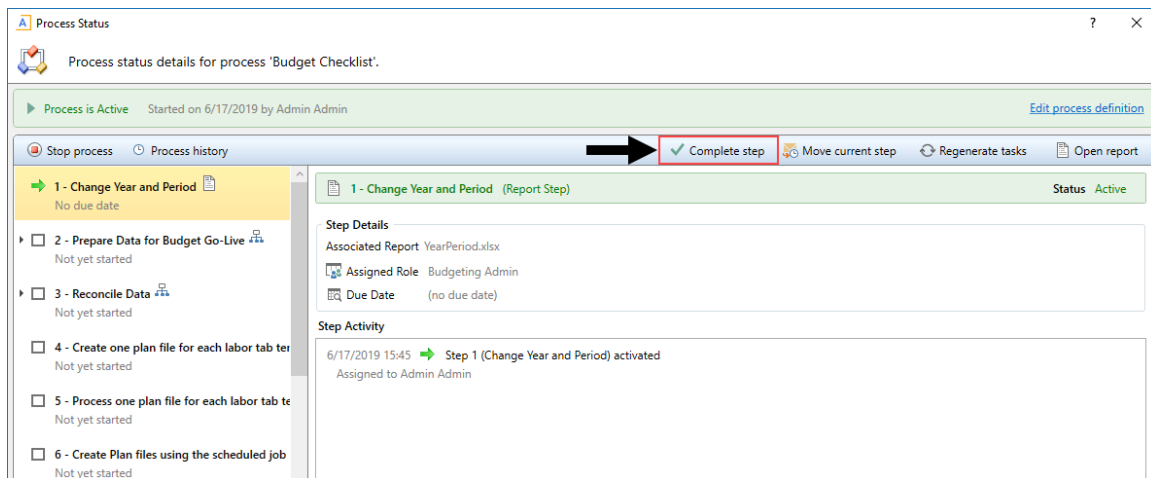 Process Status
? X
Process status details for process 'Budget Checklist'.
Process is Active Started on 6/17/2019 by Admin Admin Edit process definition
Stop process Process history Complete step Move current step Regenerate tasks Open report
1 - Change Year and Period
No due date
2 - Prepare Data for Budget Go-Live
Not yet started
3 - Reconcile Data
Not yet started
4 - Create one plan file for each labor tab ter
Not yet started
5 - Process one plan file for each labor tab te
Not yet started
6 - Create Plan files using the scheduled job
Not yet started
1 - Change Year and Period (Report Step) Status Active
Step Details
Associated Report YearPeriod.xlsx
Assigned Role Budgeting Admin
Due Date (no due date)
Step Activity
6/17/2019 15:45 Step 1 (Change Year and Period) activated
Assigned to Admin Admin